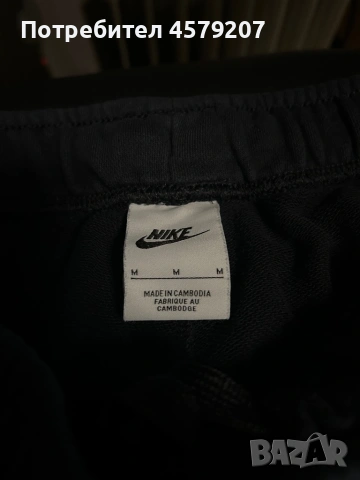 Потребител 4579207
NIKE
M M M
MADE IN CAMBODIA
FABRIQUE AU
CAMBODGE
BAZAR